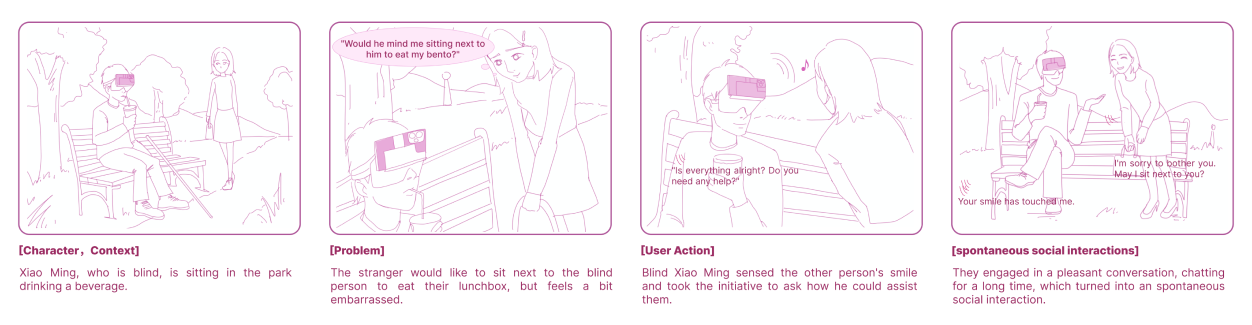 "Would he mind me sitting next to
him to eat my bento?"
"Is everything alright? Do you
need any help?"
I'm sorry to bother you.
May I sit next to you?
Your smile has touched me.
[Character，Context]
Xiao Ming, who is blind, is sitting in the park
drinking a beverage.
[Problem]
The stranger would like to sit next to the blind
person to eat their lunchbox, but feels a bit
embarrassed.
[User Action]
Blind Xiao Ming sensed the other person's smile
and took the initiative to ask how he could assist
them.
[spontaneous social interactions]
They engaged in a pleasant conversation, chatting
for a long time, which turned into an spontaneous
social interaction.